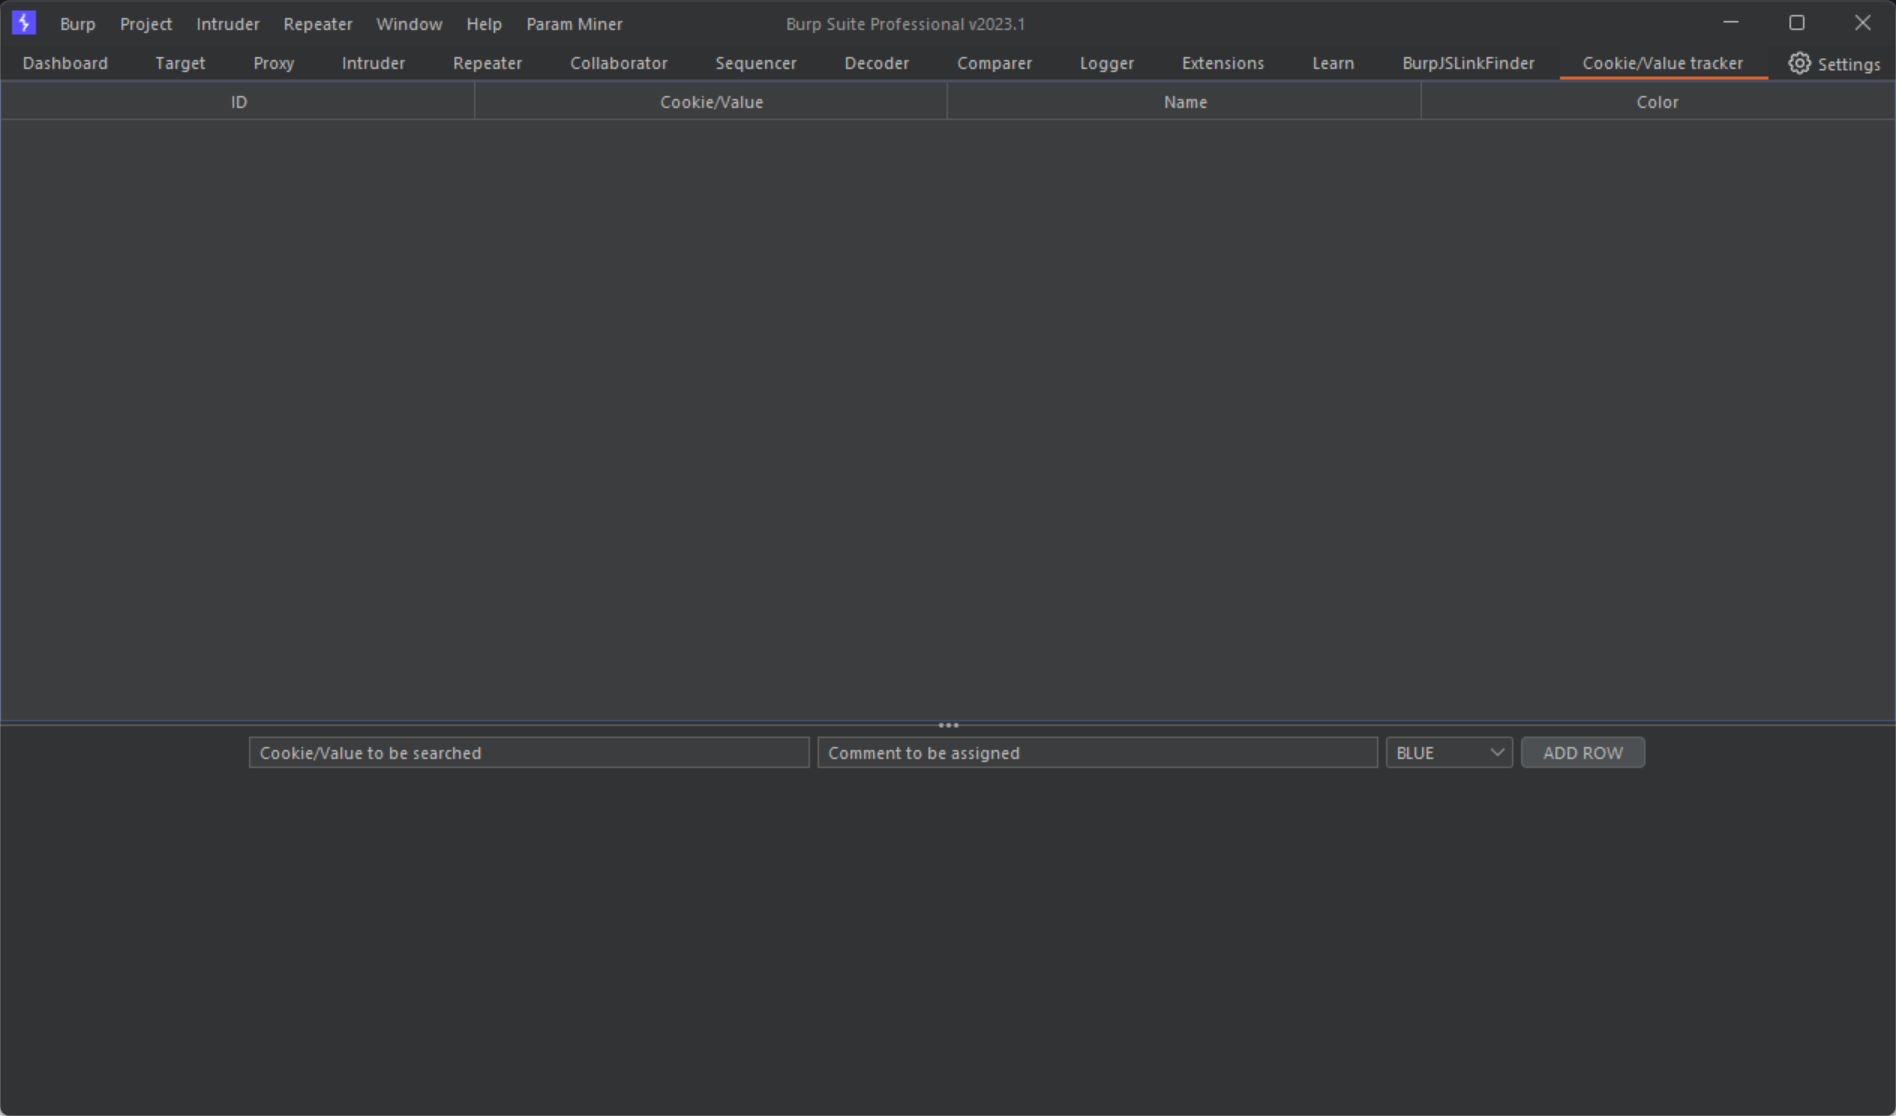 Burp Project Intruder Repeater Window Help Param Miner Burp Suite Professional v2023.1
Dashboard Target Proxy Intruder Repeater Collaborator Sequencer Decoder Comparer Logger Extensions Learn BurpJSLinkFinder Cookie/Value tracker Settings
ID Cookie/Value Name Color
Cookie/Value to be searched Comment to be assigned BLUE ADD ROW